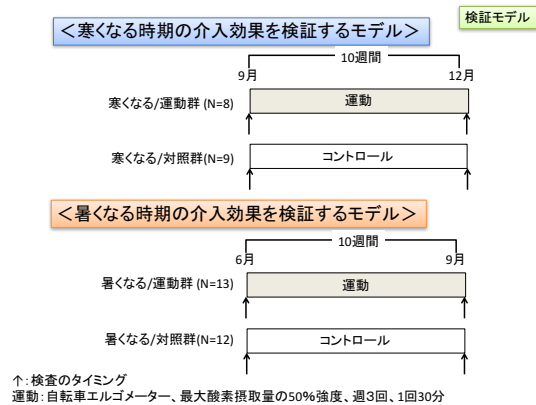 検証モデル
＜寒くなる時期の介入効果を検証するモデル＞
10週間
9月 12月
寒くなる/運動群 (N=8) 運動
寒くなる/対照群(N=9) コントロール
＜暑くなる時期の介入効果を検証するモデル＞
10週間
6月 9月
暑くなる/運動群 (N=13) 運動
暑くなる/対照群(N=12) コントロール
↑: 検査のタイミング
運動: 自転車エルゴメーター、最大酸素摂取量の50%強度、週3回、1回30分